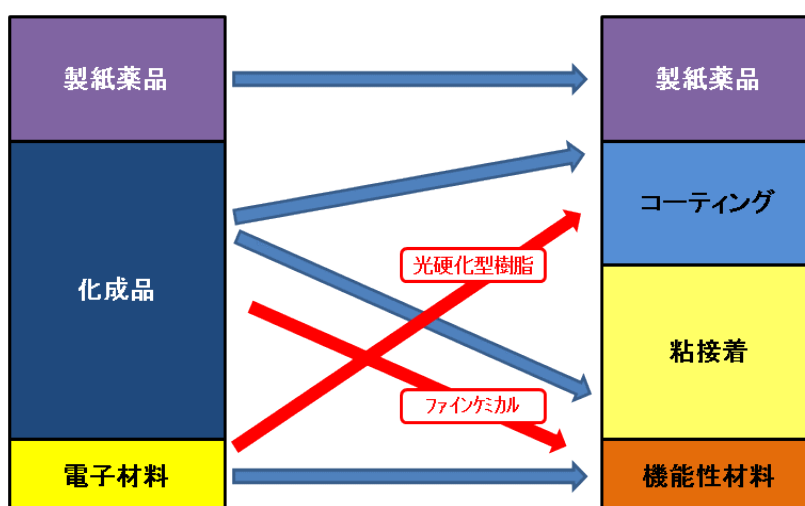 製紙薬品
化成品
電子材料
光硬化型樹脂
ファインケミカル
製紙薬品
コーティング
粘接着
機能性材料